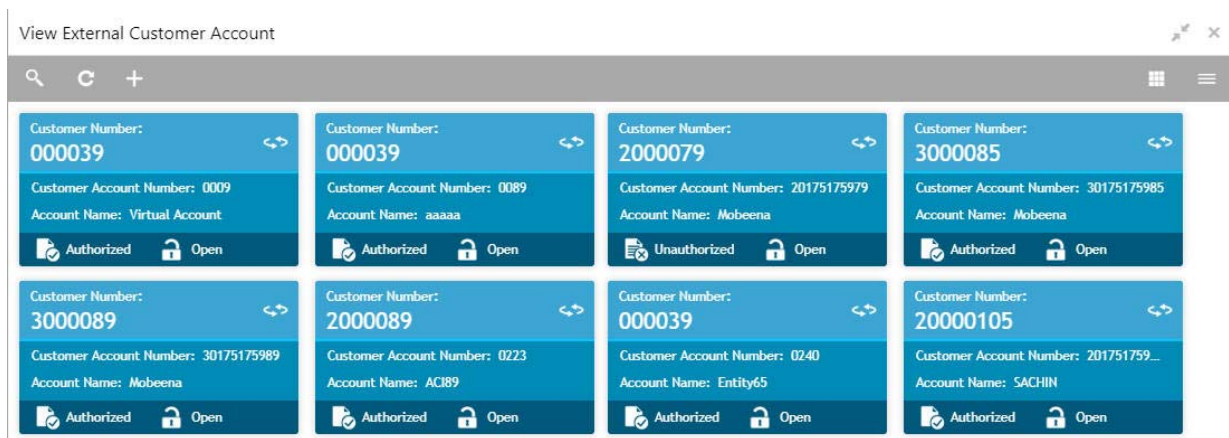 View External Customer Account
Customer Number:
000039
Customer Account Number: 0009
Account Name: Virtual Account
Authorized Open
Customer Number:
000039
Customer Account Number: 0089
Account Name: aaaaa
Authorized Open
Customer Number:
2000079
Customer Account Number: 20175175979
Account Name: Mobeena
Unauthorized Open
Customer Number:
3000085
Customer Account Number: 30175175985
Account Name: Mobeena
Authorized Open
Customer Number:
3000089
Customer Account Number: 30175175989
Account Name: Mobeena
Authorized Open
Customer Number:
2000089
Customer Account Number: 0223
Account Name: ACI89
Authorized Open
Customer Number:
000039
Customer Account Number: 0240
Account Name: Entity65
Authorized Open
Customer Number:
20000105
Customer Account Number: 201751759...
Account Name: SACHIN
Authorized Open